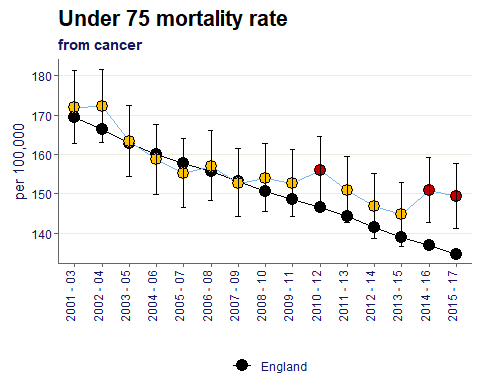 Under 75 mortality rate
from cancer
per 100,000
180
170
160
150
140
2001 - 03
2002 - 04
2003 - 05
2004 - 06
2005 - 07
2006 - 08
2007 - 09
2008 - 10
2009 - 11
2010 - 12
2011 - 13
2012 - 14
2013 - 15
2014 - 16
2015 - 17
England